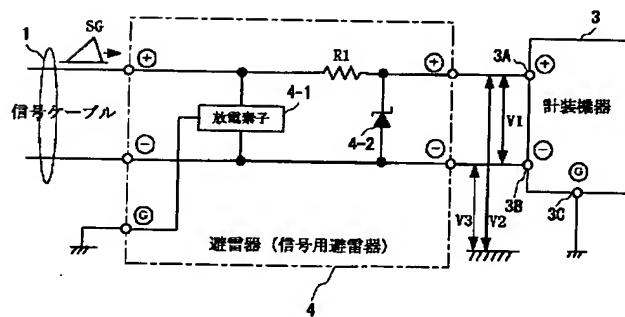 1
SG
3
⊕
R1
⊕
3A
⊕
信号ケーブル
放電素子
4-1
4-2
V1
計装機器
⊖
⊖
⊖
Ⓖ
3B
3C
Ⓖ
V3
V2
避雷器(信号用避雷器)
4